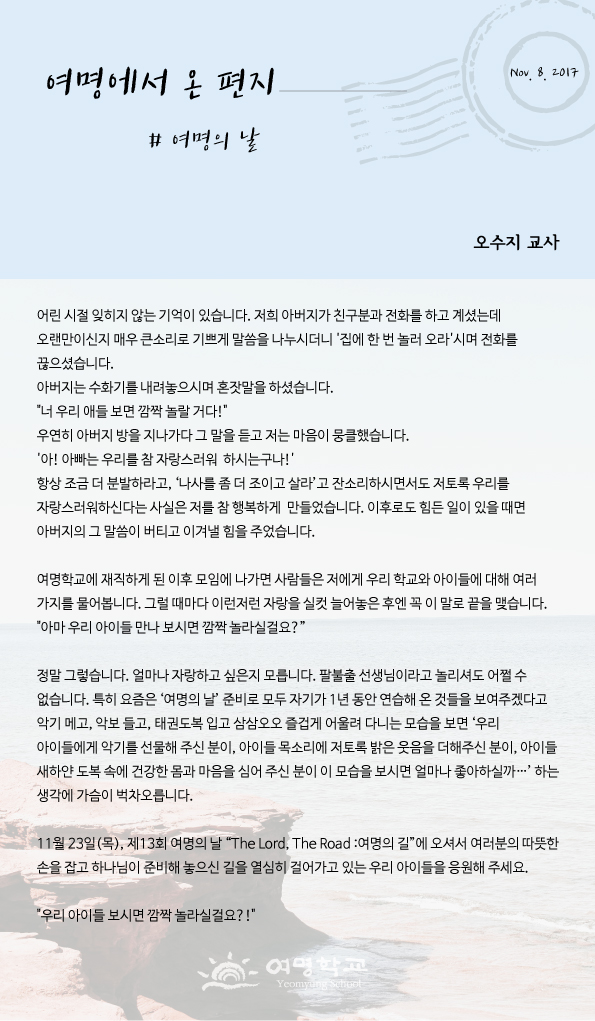 여명에서 온 편지
Nov. 8. 2017
# 여명의 날
오수지 교사
어린 시절 잊히지 않는 기억이 있습니다. 저희 아버지가 친구분과 전화를 하고 계셨는데
오랜만이신지 매우 큰소리로 기쁘게 말씀을 나누시더니 '집에 한 번 놀러 오라'시며 전화를
끊으셨습니다.
아버지는 수화기를 내려놓으시며 혼잣말을 하셨습니다.
"너 우리 애들 보면 깜짝 놀랄 거다!"
우연히 아버지 방을 지나가다 그 말을 듣고 저는 마음이 뭉클했습니다.
'아! 아빠는 우리를 참 자랑스러워 하시는구나!'
항상 조금 더 분발하라고, ‘나사를 좀 더 조이고 살라’고 잔소리하시면서도 저토록 우리를
자랑스러워하신다는 사실은 저를 참 행복하게 만들었습니다. 이후로도 힘든 일이 있을 때면
아버지의 그 말씀이 버티고 이겨낼 힘을 주었습니다.
여명학교에 재직하게 된 이후 모임에 나가면 사람들은 저에게 우리 학교와 아이들에 대해 여러
가지를 물어봅니다. 그럴 때마다 이런저런 자랑을 실컷 늘어놓은 후엔 꼭 이 말로 끝을 맺습니다.
"아마 우리 아이들 만나 보시면 깜짝 놀라실걸요?”
정말 그렇습니다. 얼마나 자랑하고 싶은지 모릅니다. 팔불출 선생님이라고 놀리셔도 어쩔 수
없습니다. 특히 요즘은 ‘여명의 날’ 준비로 모두 자기가 1년 동안 연습해 온 것들을 보여주겠다고
악기 메고, 악보 들고, 태권도복 입고 삼삼오오 즐겁게 어울려 다니는 모습을 보면 ‘우리
아이들에게 악기를 선물해 주신 분이, 아이들 목소리에 저토록 밝은 웃음을 더해주신 분이, 아이들
새하얀 도복 속에 건강한 몸과 마음을 심어 주신 분이 이 모습을 보시면 얼마나 좋아하실까…’ 하는
생각에 가슴이 벅차오릅니다.
11월 23일(목), 제13회 여명의 날 “The Lord, The Road :여명의 길”에 오셔서 여러분의 따뜻한
손을 잡고 하나님이 준비해 놓으신 길을 열심히 걸어가고 있는 우리 아이들을 응원해 주세요.
"우리 아이들 보시면 깜짝 놀라실걸요?!"
여명학교
Yeomyung School